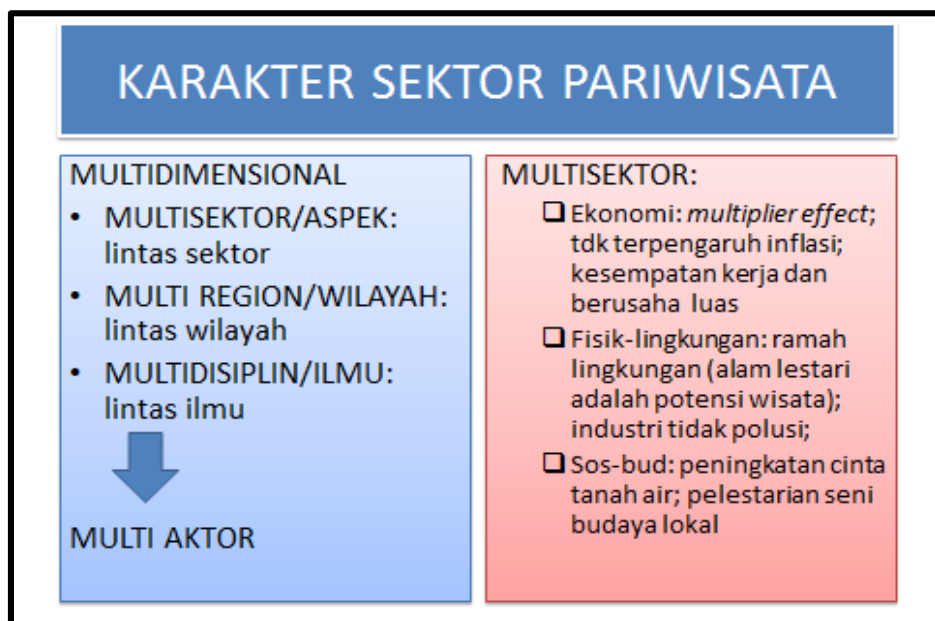 KARAKTER SEKTOR PARIWISATA
MULTIDIMENSIONAL
• MULTISEKTOR/ASPEK:
lintas sektor
• MULTI REGION/WILAYAH:
lintas wilayah
• MULTIDISIPLIN/ILMU:
lintas ilmu
MULTI AKTOR
MULTISEKTOR:
❑ Ekonomi: multiplier effect;
tdk terpengaruh inflasi;
kesempatan kerja dan
berusaha luas
❑ Fisik-lingkungan: ramah
lingkungan (alam lestari
adalah potensi wisata);
industri tidak polusi;
❑ Sos-bud: peningkatan cinta
tanah air; pelestarian seni
budaya lokal